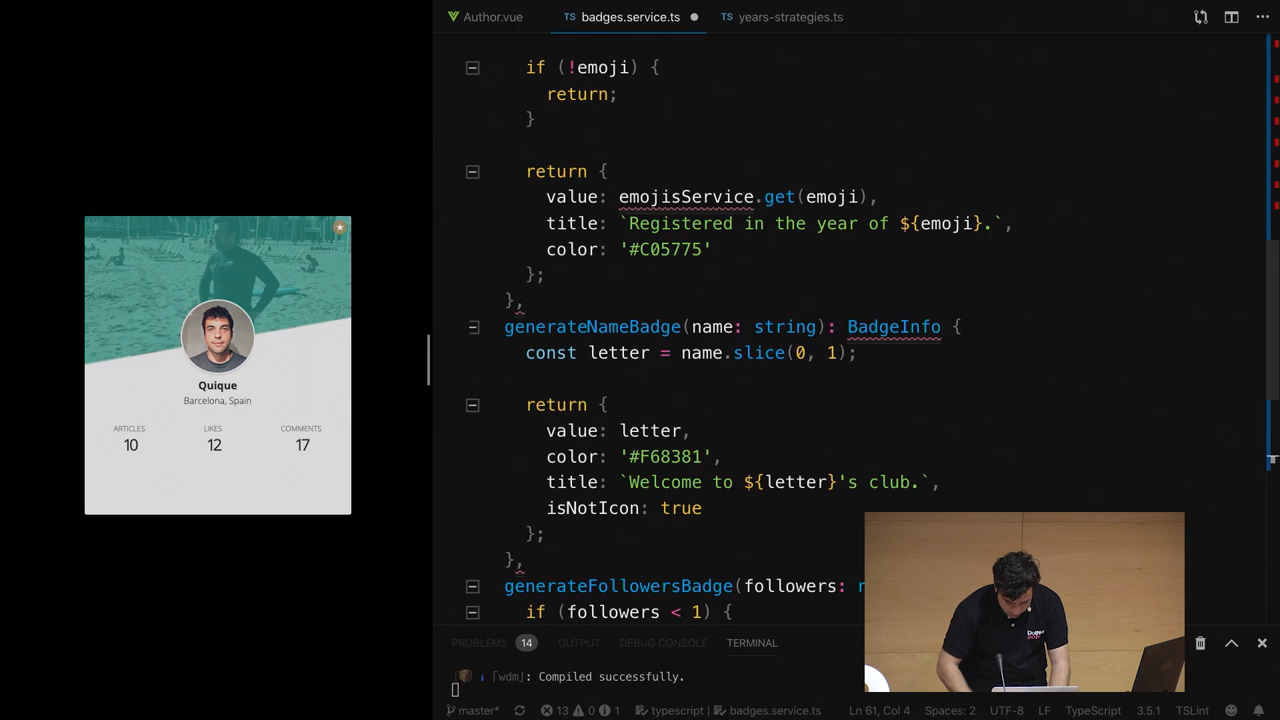 Author.vue
TS badges.service.ts
TS years-strategies.ts
if (!emoji) {
return;
}
return {
value: emojisService.get(emoji),
title: `Registered in the year of ${emoji}.`,
color: '#C05775'
};
},
generateNameBadge(name: string): BadgeInfo {
const letter = name.slice(0, 1);
return {
value: letter,
color: '#F68381',
title: `Welcome to ${letter}'s club.`,
isNotIcon: true
};
},
generateFollowersBadge(followers:
if (followers < 1) {
Quique
Barcelona, Spain
ARTICLES LIKES COMMENTS
10 12 17
PROBLEMS 14 OUTPUT DEBUG CONSOLE TERMINAL
i ｢wdm｣: Compiled successfully.
master* 13 0 1 typescript | badges.service.ts Ln 61, Col 4 Spaces: 2 UTF-8 LF TypeScript 3.5.1 TSLint